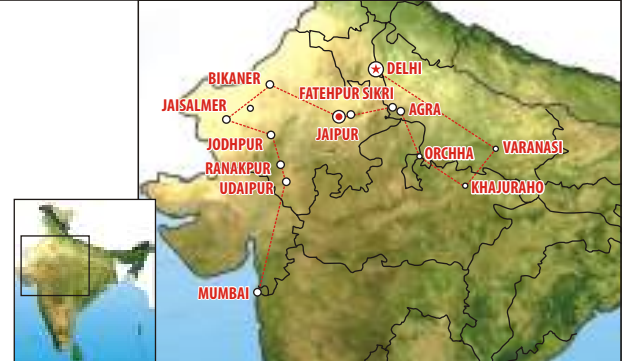 DELHI
BIKANER
FATEHPUR SIKRI
JAISALMER
AGRA
JAIPUR
JODHPUR
ORCHHA
VARANASI
RANAKPUR
UDAIPUR
KHAJURAHO
MUMBAI